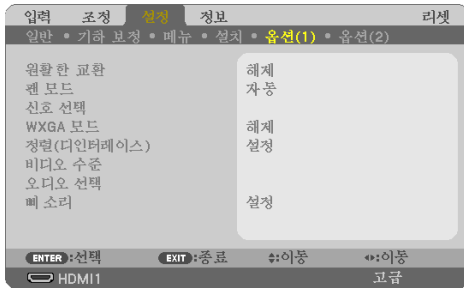 입력 조정 설정 정보 리셋
일반 • 기하 보정 • 메뉴 • 설치 • 옵션(1) • 옵션(2)
원활한 교환 해제
팬 모드 자동
신호 선택
WXGA 모드 해제
정렬(디인터레이스) 설정
비디오 수준
오디오 선택
삐 소리 설정
ENTER :선택 EXIT :종료 :이동 :이동
HDMI1 고급